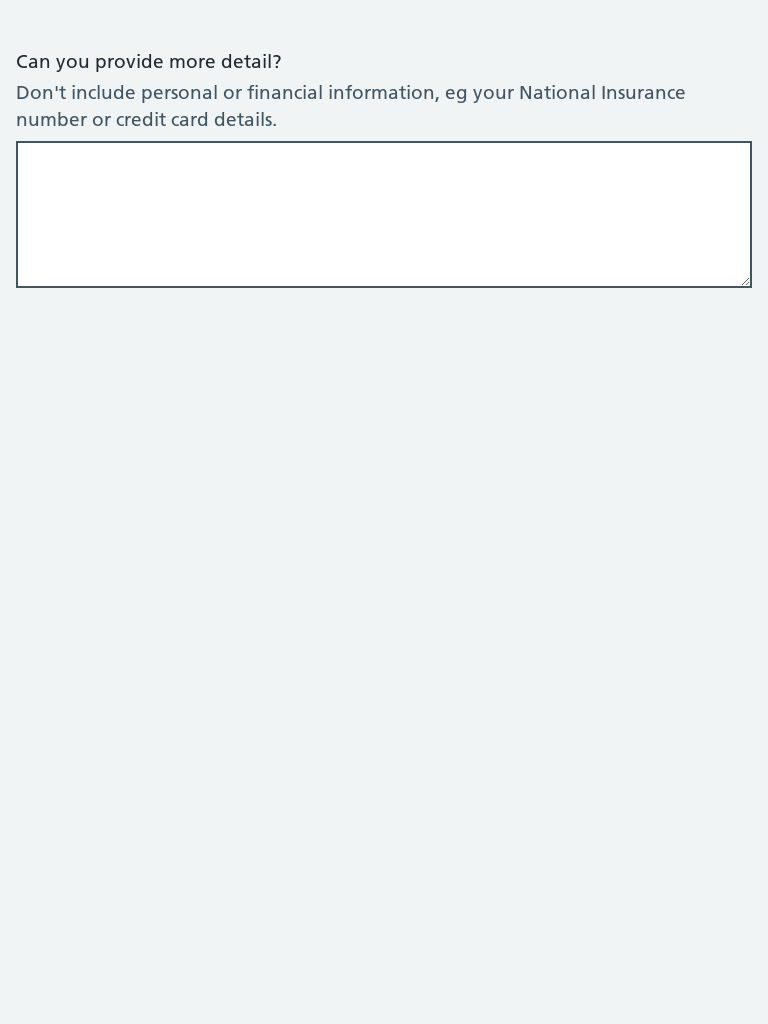 Can you provide more detail?
Don't include personal or financial information, eg your National Insurance
number or credit card details.